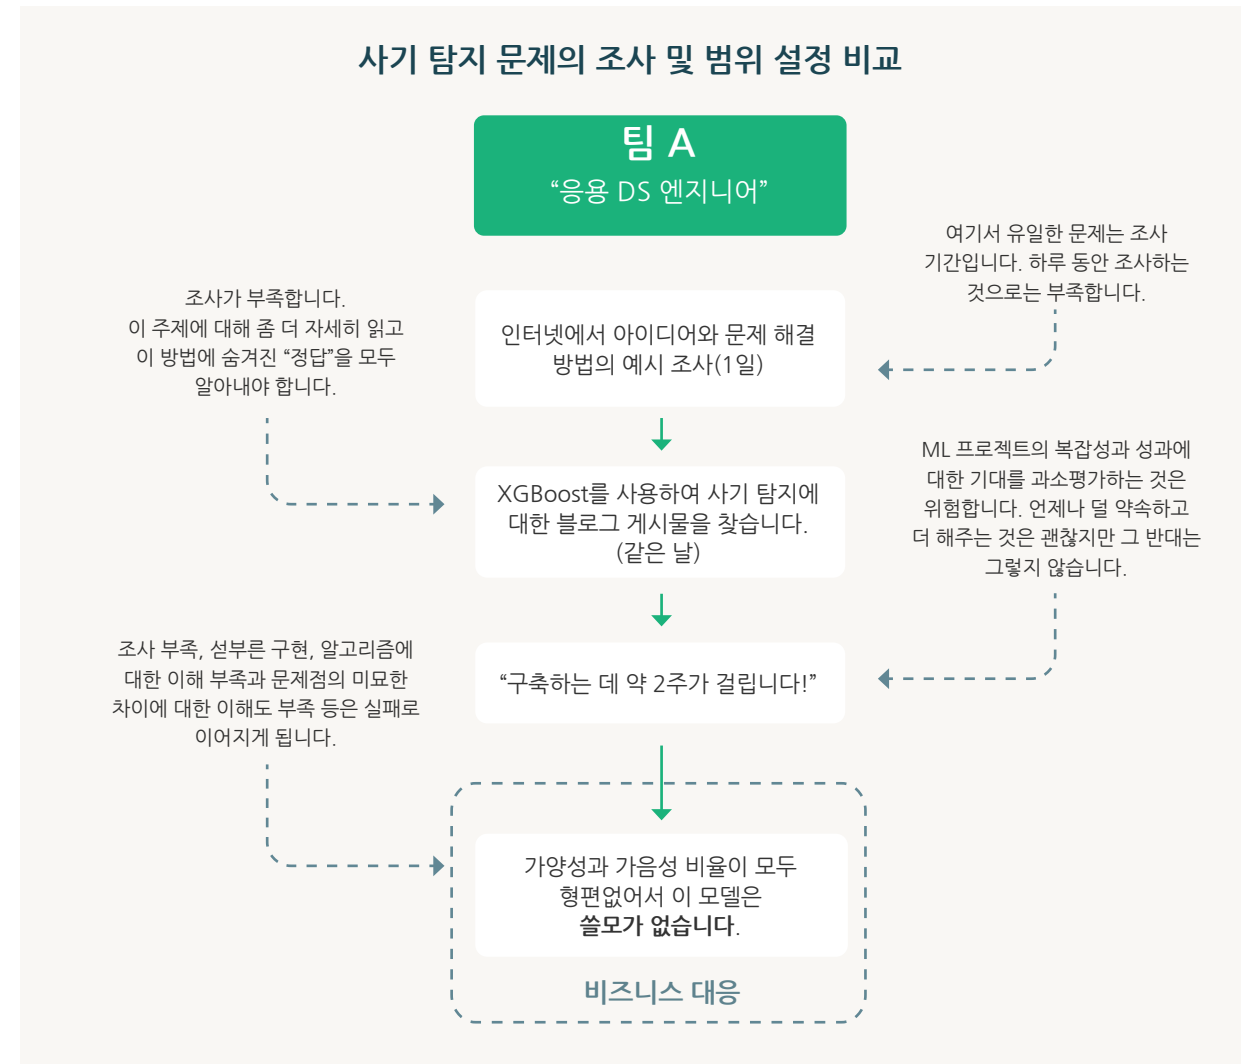 사기 탐지 문제의 조사 및 범위 설정 비교
팀 A
“응용 DS 엔지니어”
여기서 유일한 문제는 조사
기간입니다. 하루 동안 조사하는
것으로는 부족합니다.
조사가 부족합니다.
이 주제에 대해 좀 더 자세히 읽고
이 방법에 숨겨진 “정답”을 모두
알아내야 합니다.
인터넷에서 아이디어와 문제 해결
방법의 예시 조사(1일)
ML 프로젝트의 복잡성과 성과에
대한 기대를 과소평가하는 것은
위험합니다. 언제나 덜 약속하고
더 해주는 것은 괜찮지만 그 반대는
그렇지 않습니다.
XGBoost를 사용하여 사기 탐지에
대한 블로그 게시물을 찾습니다.
(같은 날)
조사 부족, 섣부른 구현, 알고리즘에
대한 이해 부족과 문제점의 미묘한
차이에 대한 이해도 부족 등은 실패로
이어지게 됩니다.
“구축하는 데 약 2주가 걸립니다!”
가양성과 가음성 비율이 모두
형편없어서 이 모델은
쓸모가 없습니다.
비즈니스 대응